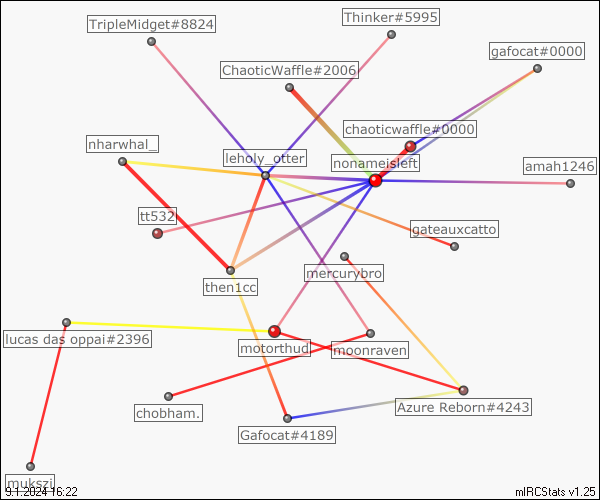 TripleMidget#8824
Thinker#5995
gafocat#0000
ChaoticWaffle#2006
chaoticwaffle#0000
nharwhal_
leholy_otter
nonameisleft
amah1246
tt532
gateauxcatto
mercurybro
then1cc
lucas das oppai#2396
motorthud
moonraven
chobham.
Azure Reborn#4243
Gafocat#4189
mukszi
9.1.2024 16:22
mIRCStats v1.25